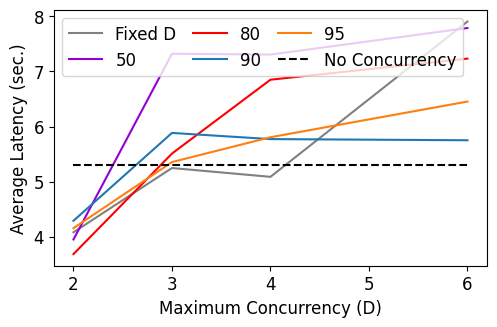 8
7
6
5
4
Average Latency (sec.)
Fixed D 80 95
50 90 No Concurrency
2 3 4 5 6
Maximum Concurrency (D)